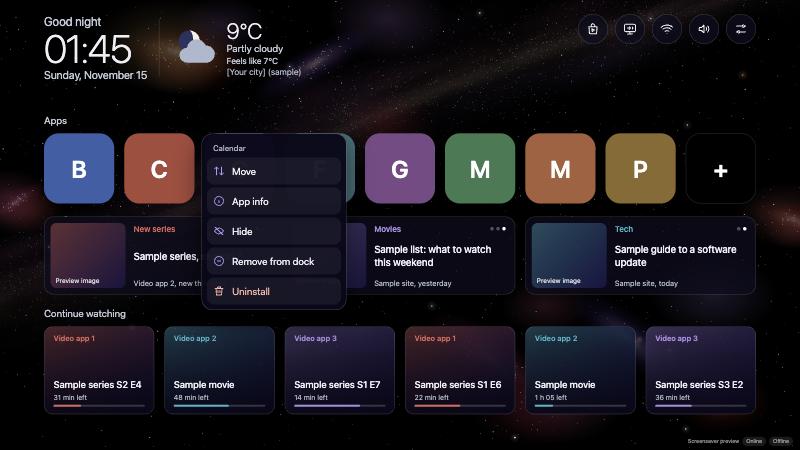 Good night
01:45
Sunday, November 15
9°C
Partly cloudy
Feels like 7°C
[Your city] (sample)
Apps
B
C
G
M
M
P
+
Calendar
Move
App info
Hide
Remove from dock
Uninstall
New series
Sample series,
Video app 2, new th
Preview image
Movies
Sample list: what to watch
this weekend
Sample site, yesterday
Tech
Sample guide to a software
update
Sample site, today
Preview image
Continue watching
Video app 1
Sample series S2 E4
31 min left
Video app 2
Sample movie
48 min left
Video app 3
Sample series S1 E7
14 min left
Video app 1
Sample series S1 E6
22 min left
Video app 2
Sample movie
1 h 05 left
Video app 3
Sample series S3 E2
36 min left
Screensaver preview
Online
Offline